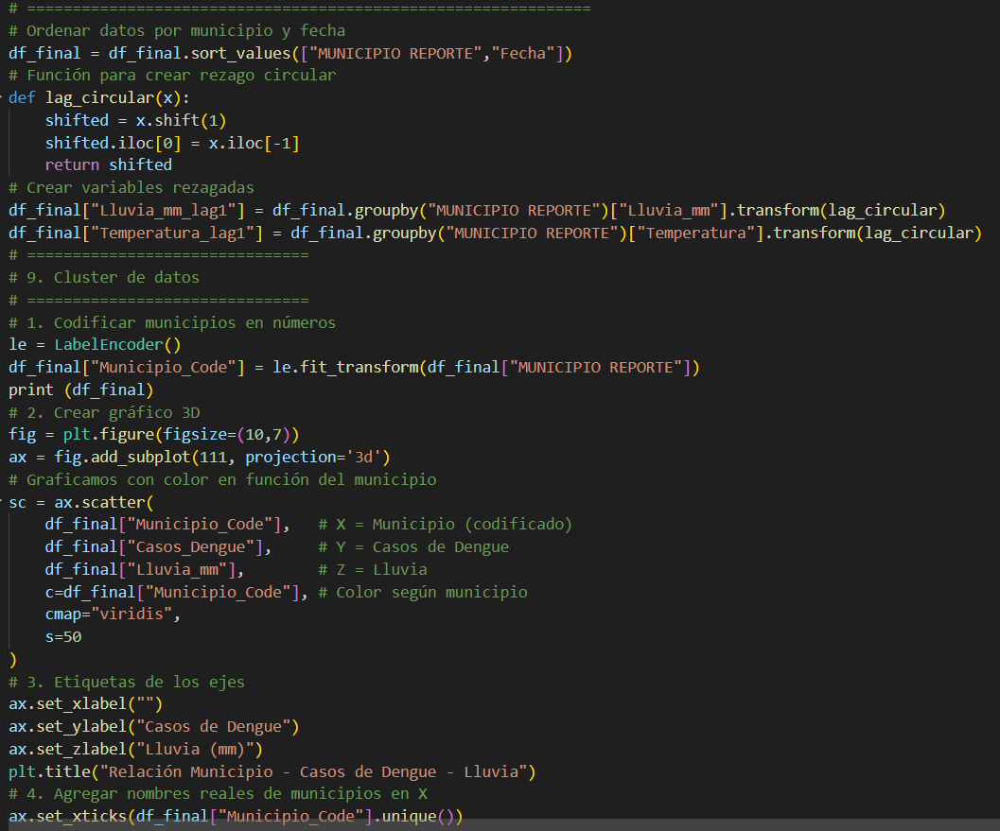 # ==============================================================
# Ordenar datos por municipio y fecha
df_final = df_final.sort_values(["MUNICIPIO REPORTE","Fecha"])
# Función para crear rezago circular
def lag_circular(x):
    shifted = x.shift(1)
    shifted.iloc[0] = x.iloc[-1]
    return shifted
# Crear variables rezagadas
df_final["Lluvia_mm_lag1"] = df_final.groupby("MUNICIPIO REPORTE")["Lluvia_mm"].transform(lag_circular)
df_final["Temperatura_lag1"] = df_final.groupby("MUNICIPIO REPORTE")["Temperatura"].transform(lag_circular)
# ===============================
# 9. Cluster de datos
# ===============================
# 1. Codificar municipios en números
le = LabelEncoder()
df_final["Municipio_Code"] = le.fit_transform(df_final["MUNICIPIO REPORTE"])
print (df_final)
# 2. Crear gráfico 3D
fig = plt.figure(figsize=(10,7))
ax = fig.add_subplot(111, projection='3d')
# Graficamos con color en función del municipio
sc = ax.scatter(
    df_final["Municipio_Code"],   # X = Municipio (codificado)
    df_final["Casos_Dengue"],     # Y = Casos de Dengue
    df_final["Lluvia_mm"],        # Z = Lluvia
    c=df_final["Municipio_Code"], # Color según municipio
    cmap="viridis",
    s=50
)
# 3. Etiquetas de los ejes
ax.set_xlabel("")
ax.set_ylabel("Casos de Dengue")
ax.set_zlabel("Lluvia (mm)")
plt.title("Relación Municipio - Casos de Dengue - Lluvia")
# 4. Agregar nombres reales de municipios en X
ax.set_xticks(df_final["Municipio_Code"].unique())